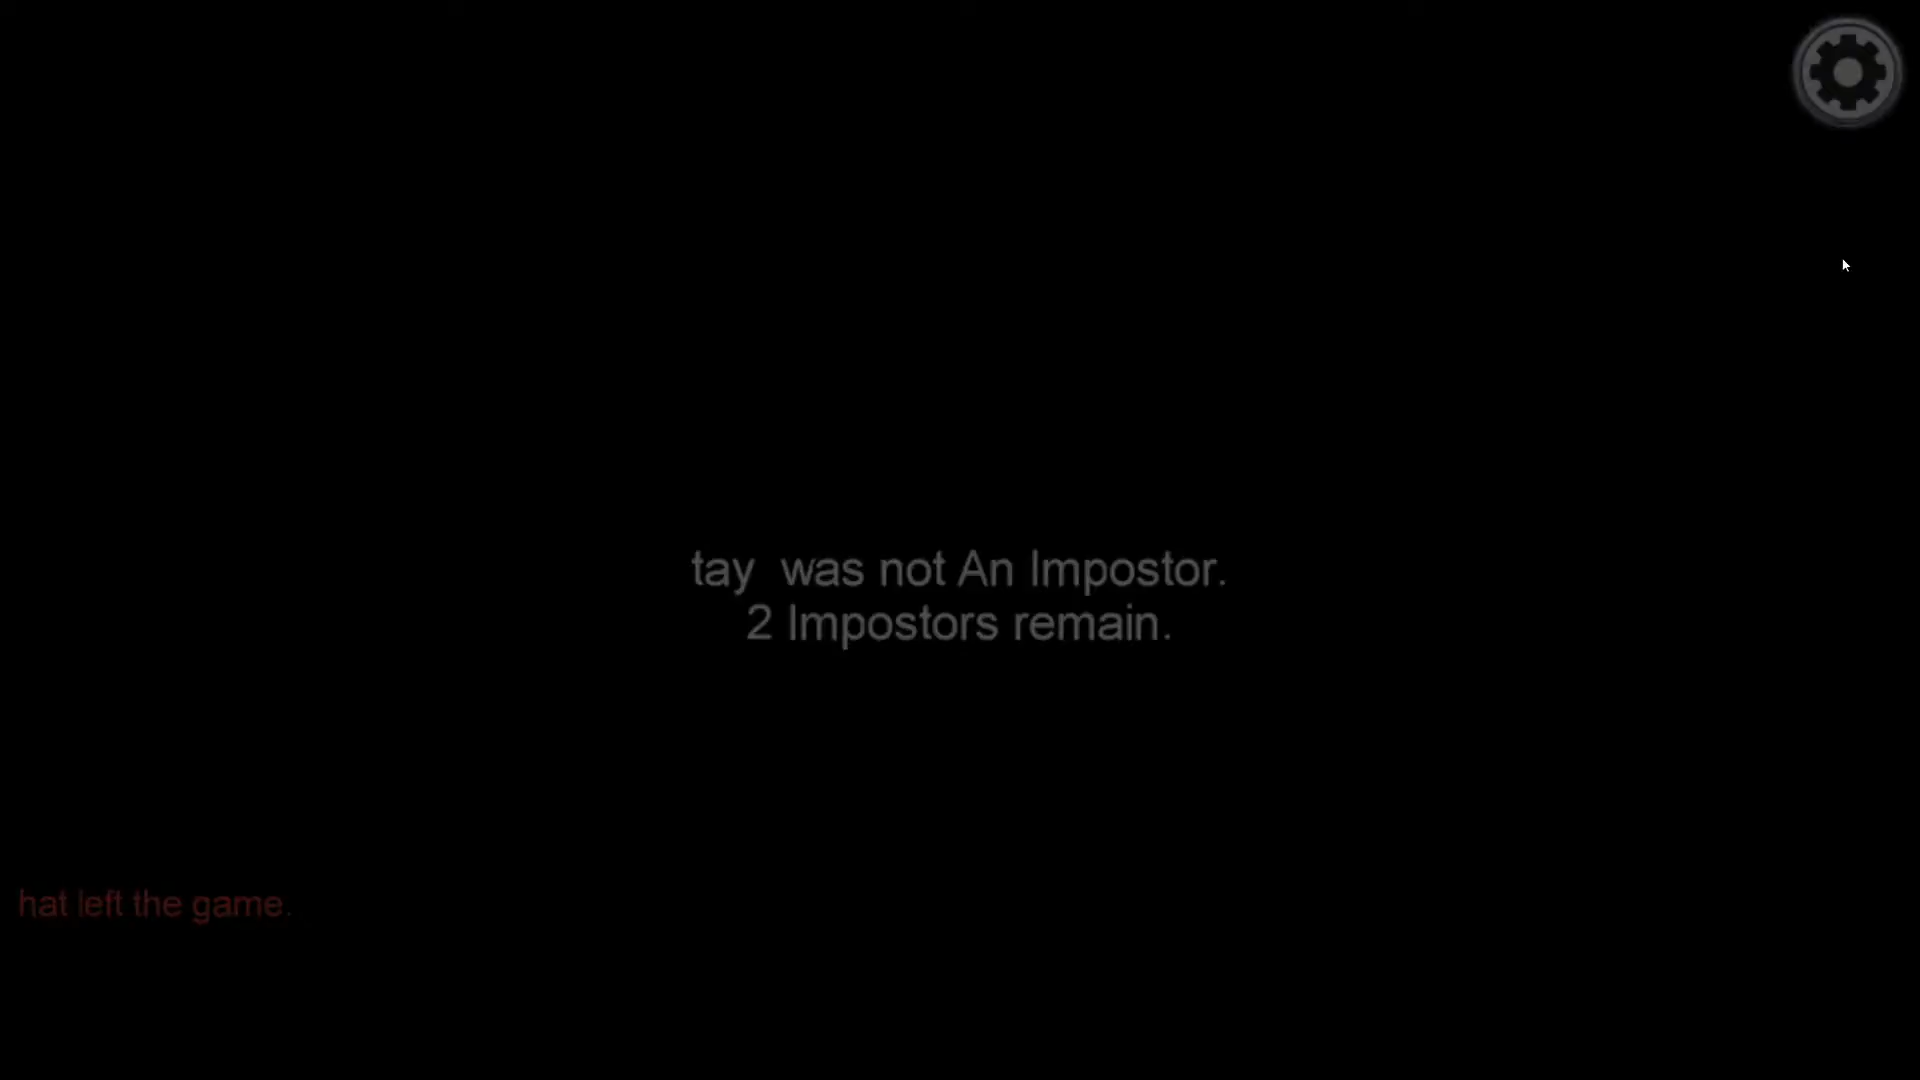 tay  was not An Impostor.
2 Impostors remain.
hat left the game.